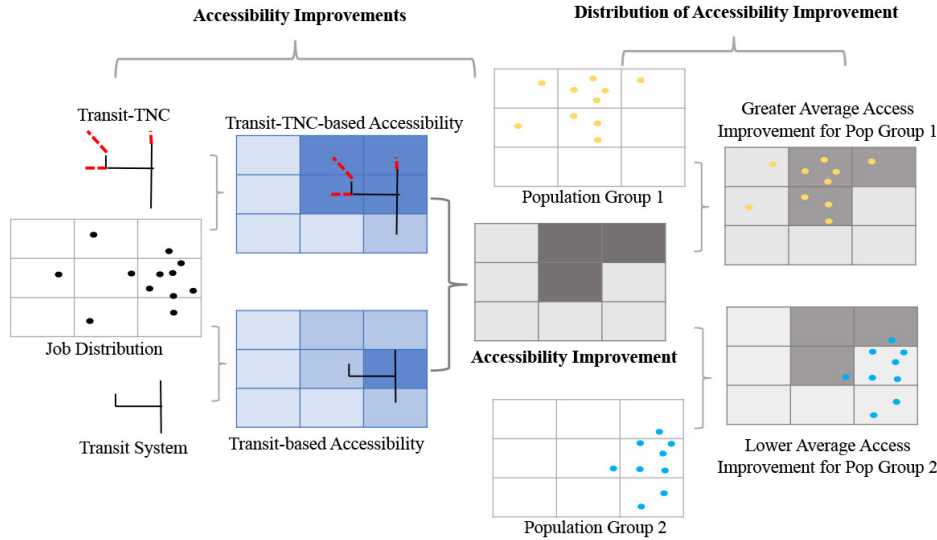 Accessibility Improvements
Distribution of Accessibility Improvement
Transit-TNC
Transit-TNC-based Accessibility
Job Distribution
Transit System
Transit-based Accessibility
Population Group 1
Accessibility Improvement
Population Group 2
Greater Average Access
Improvement for Pop Group 1
Lower Average Access
Improvement for Pop Group 2